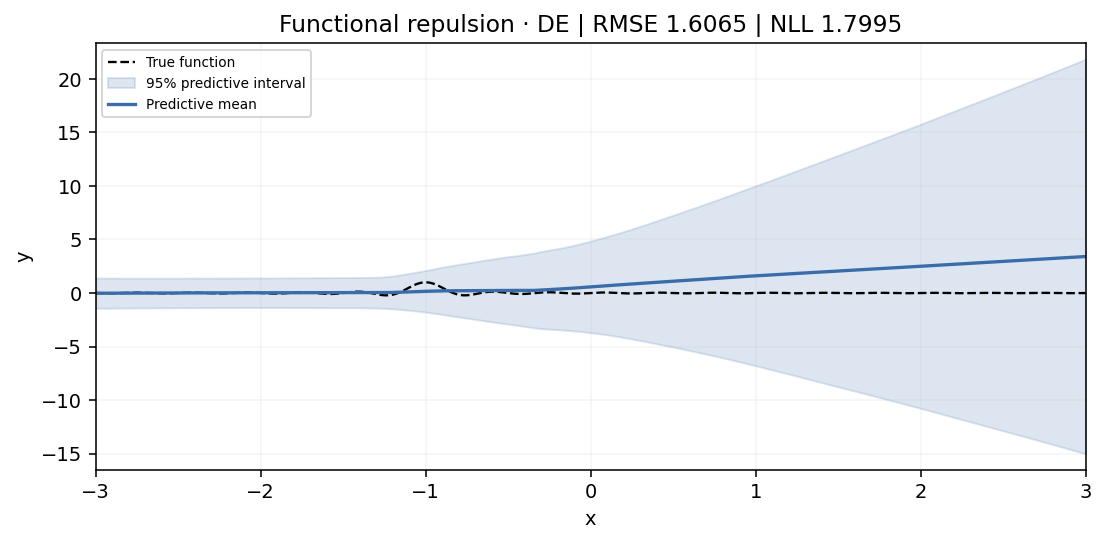 Functional repulsion · DE | RMSE 1.6065 | NLL 1.7995
True function
95% predictive interval
Predictive mean
20
15
10
5
0
−5
−10
−15
y
−3 −2 −1 0 1 2 3
x